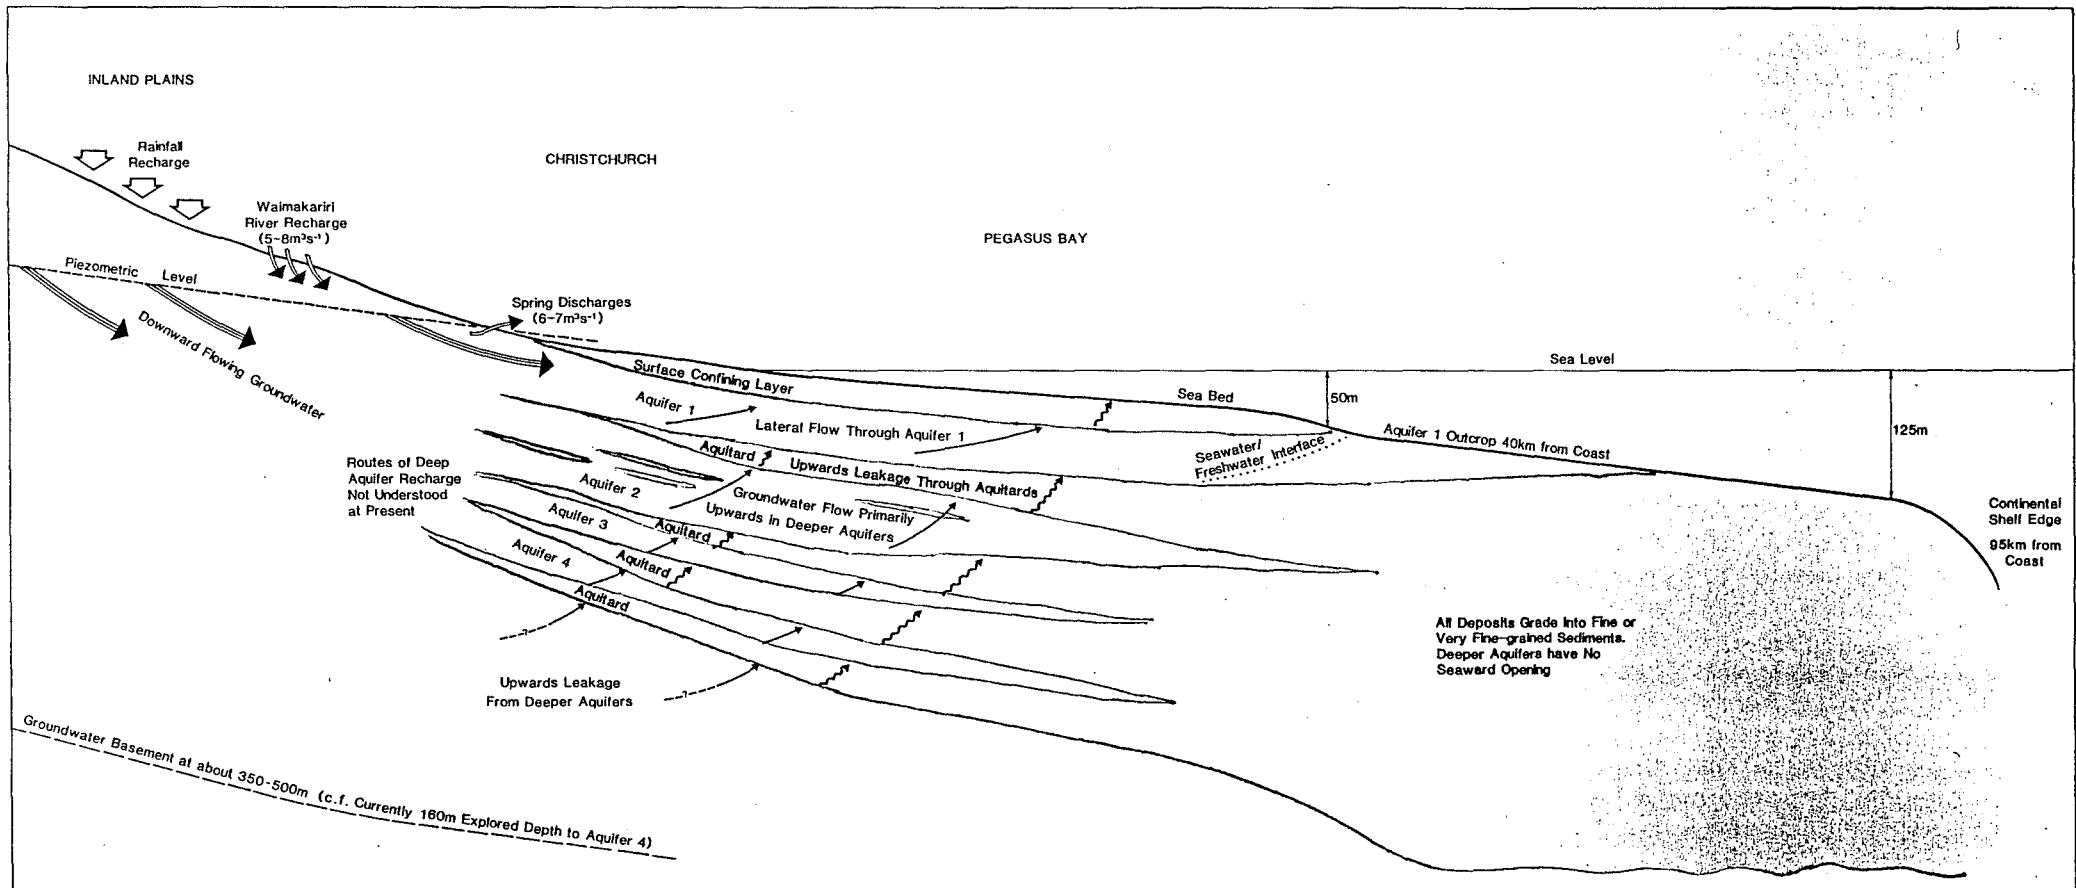 INLAND PLAINS
Rainfall
Recharge
CHRISTCHURCH
Waimakariri
River Recharge
(5-8m³s⁻¹)
PEGASUS BAY
Piezometric Level
Spring Discharges
(6-7m³s⁻¹)
Downward Flowing Groundwater
Sea Level
Surface Confining Layer
Sea Bed
50m
125m
Aquifer 1
Lateral Flow Through Aquifer 1
Aquifer 1 Outcrop 40km from Coast
Seawater/
Freshwater Interface
Aquitard
Upwards Leakage Through Aquitards
Routes of Deep
Aquifer Recharge
Not Understood
at Present
Aquifer 2
Groundwater Flow Primarily
Upwards in Deeper Aquifers
Continental
Shelf Edge
95km from
Coast
Aquifer 3
Aquitard
Aquifer 4
Aquitard
Aquitard
?
All Deposits Grade into Fine or
Very Fine-grained Sediments.
Deeper Aquifers have No
Seaward Opening
?
Upwards Leakage
From Deeper Aquifers
Groundwater Basement at about 350-500m (c.f. Currently 160m Explored Depth to Aquifer 4)